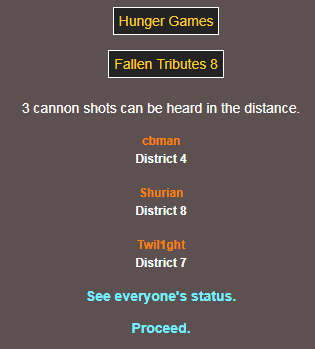 Hunger Games
Fallen Tributes 8
3 cannon shots can be heard in the distance.
cbman
District 4
Shurian
District 8
Twil1ght
District 7
See everyone's status.
Proceed.